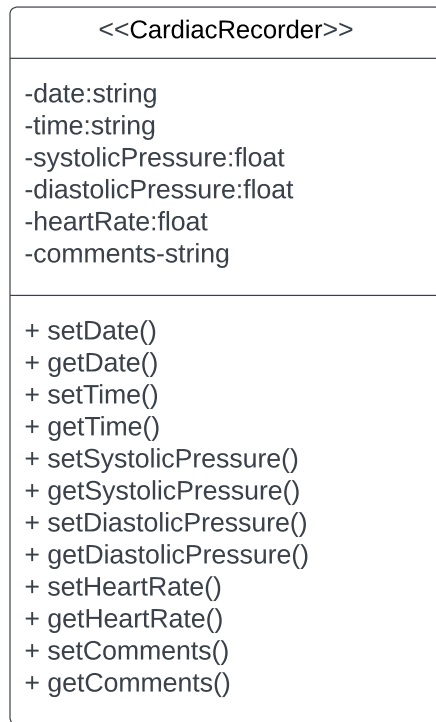 <<CardiacRecorder>>
-date:string
-time:string
-systolicPressure:float
-diastolicPressure:float
-heartRate:float
-comments-string
+ setDate()
+ getDate()
+ setTime()
+ getTime()
+ setSystolicPressure()
+ getSystolicPressure()
+ setDiastolicPressure()
+ getDiastolicPressure()
+ setHeartRate()
+ getHeartRate()
+ setComments()
+ getComments()